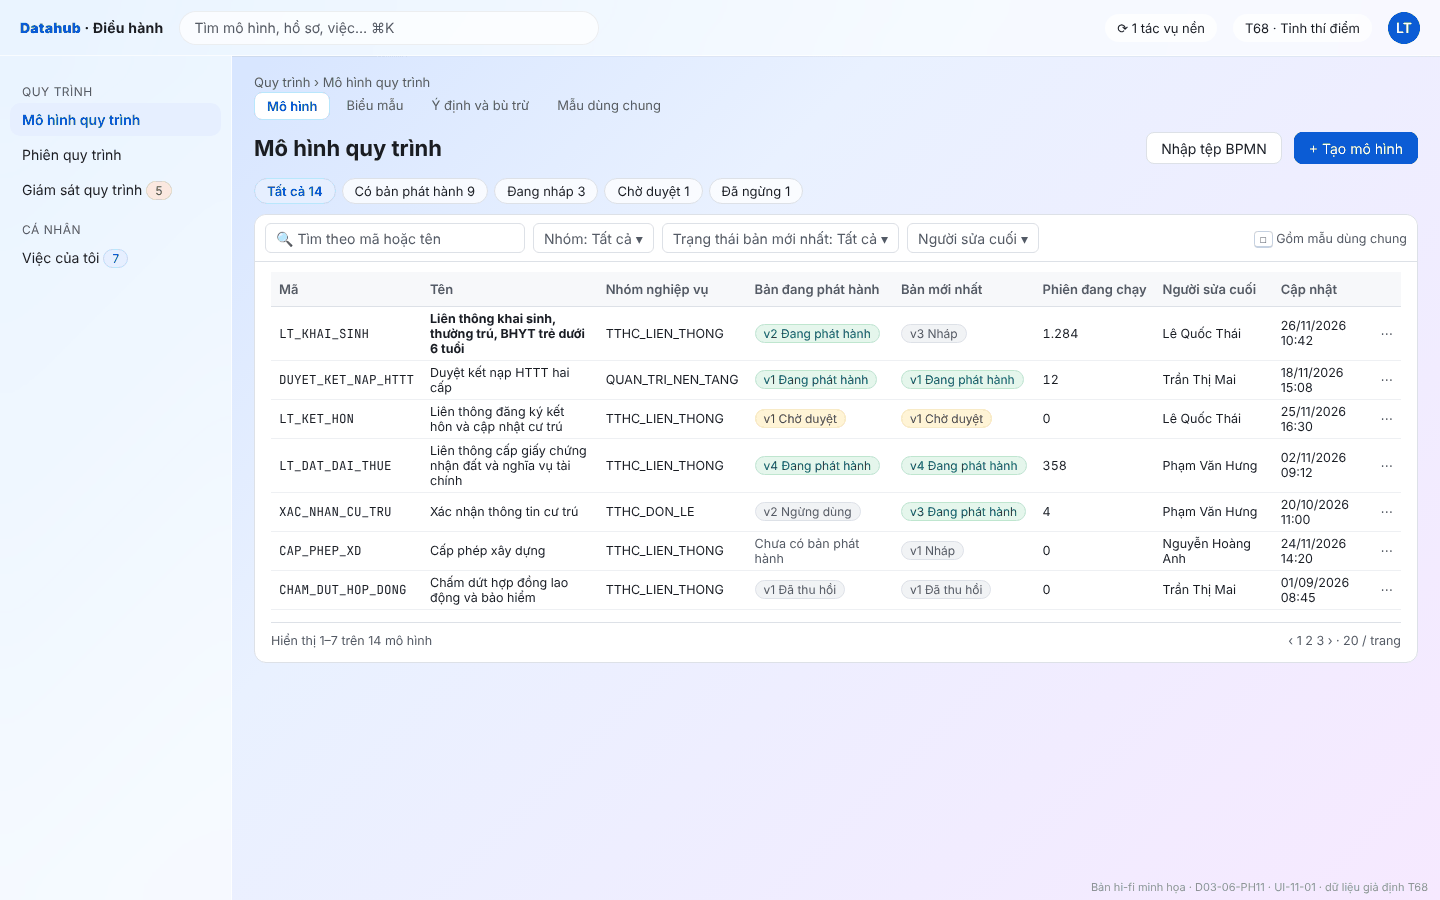 Datahub · Điều hành
Tìm mô hình, hồ sơ, việc... ⌘K
⟳ 1 tác vụ nền
T68 · Tỉnh thí điểm
LT
QUY TRÌNH
Mô hình quy trình
Phiên quy trình
Giám sát quy trình 5
CÁ NHÂN
Việc của tôi 7
Quy trình › Mô hình quy trình
Mô hình Biểu mẫu Ý định và bù trừ Mẫu dùng chung
Mô hình quy trình
Nhập tệp BPMN
+ Tạo mô hình
Tất cả 14 Có bản phát hành 9 Đang nháp 3 Chờ duyệt 1 Đã ngừng 1
🔍 Tìm theo mã hoặc tên Nhóm: Tất cả ▾ Trạng thái bản mới nhất: Tất cả ▾ Người sửa cuối ▾ Gồm mẫu dùng chung
Mã Tên Nhóm nghiệp vụ Bản đang phát hành Bản mới nhất Phiên đang chạy Người sửa cuối Cập nhật
LT_KHAI_SINH
Liên thông khai sinh,
thường trú, BHYT trẻ dưới
6 tuổi
TTHC_LIEN_THONG
v2 Đang phát hành
v3 Nháp
1.284
Lê Quốc Thái
26/11/2026
10:42
...
DUYET_KET_NAP_HTTT
Duyệt kết nạp HTTT hai
cấp
QUAN_TRI_NEN_TANG
v1 Đang phát hành
v1 Đang phát hành
12
Trần Thị Mai
18/11/2026
15:08
...
LT_KET_HON
Liên thông đăng ký kết
hôn và cập nhật cư trú
TTHC_LIEN_THONG
v1 Chờ duyệt
v1 Chờ duyệt
0
Lê Quốc Thái
25/11/2026
16:30
...
LT_DAT_DAI_THUE
Liên thông cấp giấy chứng
nhận đất và nghĩa vụ tài
chính
TTHC_LIEN_THONG
v4 Đang phát hành
v4 Đang phát hành
358
Phạm Văn Hưng
02/11/2026
09:12
...
XAC_NHAN_CU_TRU
Xác nhận thông tin cư trú
TTHC_DON_LE
v2 Ngừng dùng
v3 Đang phát hành
4
Phạm Văn Hưng
20/10/2026
11:00
...
CAP_PHEP_XD
Cấp phép xây dựng
TTHC_LIEN_THONG
Chưa có bản phát
hành
v1 Nháp
0
Nguyễn Hoàng
Anh
24/11/2026
14:20
...
CHAM_DUT_HOP_DONG
Chấm dứt hợp đồng lao
động và bảo hiểm
TTHC_LIEN_THONG
v1 Đã thu hồi
v1 Đã thu hồi
0
Trần Thị Mai
01/09/2026
08:45
...
Hiển thị 1–7 trên 14 mô hình
‹ 1 2 3 › · 20 / trang
Bản hi-fi minh họa · D03-06-PH11 · UI-11-01 · dữ liệu giả định T68